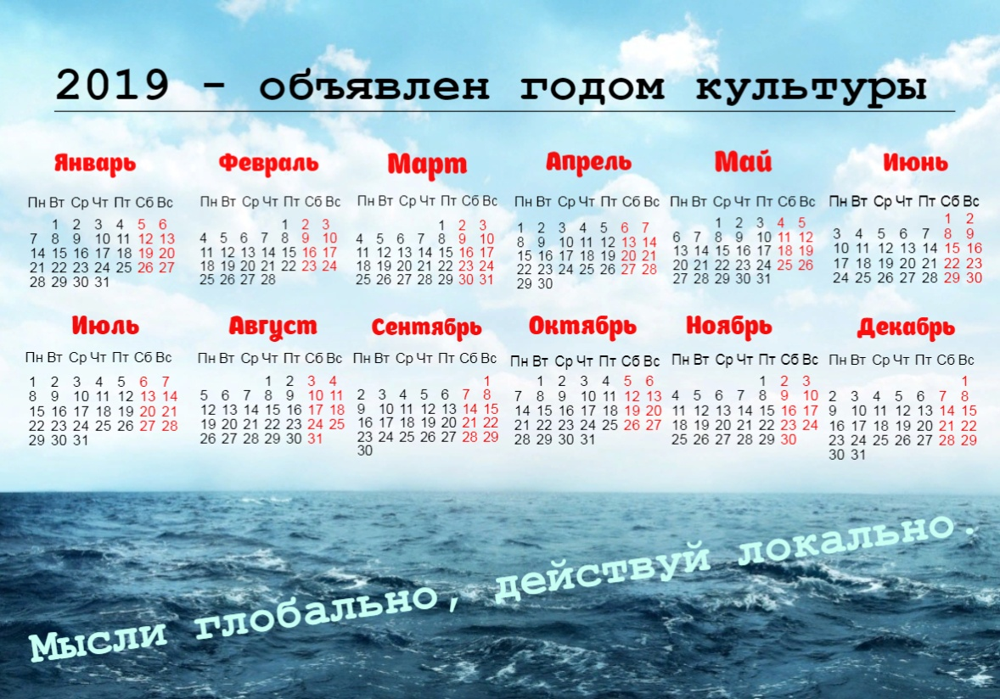 2019 - объявлен годом культуры
Январь Февраль Март Апрель Май Июнь
Пн Вт Ср Чт Пт Сб Вс Пн Вт Ср Чт Пт Сб Вс Пн Вт Ср Чт Пт Сб Вс Пн Вт Ср Чт Пт Сб Вс Пн Вт Ср Чт Пт Сб Вс Пн Вт Ср Чт Пт Сб Вс
1 2 3 4 5 6 1 2 3 1 2 3 1 2 3 4 5 6 7 1 2 3 4 5 1 2
7 8 9 10 11 12 13 4 5 6 7 8 9 10 4 5 6 7 8 9 10 8 9 10 11 12 13 14 6 7 8 9 10 11 12 3 4 5 6 7 8 9
14 15 16 17 18 19 20 11 12 13 14 15 16 17 11 12 13 14 15 16 17 15 16 17 18 19 20 21 13 14 15 16 17 18 19 10 11 12 13 14 15 16
21 22 23 24 25 26 27 18 19 20 21 22 23 24 18 19 20 21 22 23 24 22 23 24 25 26 27 28 20 21 22 23 24 25 26 17 18 19 20 21 22 23
28 29 30 31 25 26 27 28 25 26 27 28 29 30 31 29 30 27 28 29 30 31 24 25 26 27 28 29 30
Июль Август Сентябрь Октябрь Ноябрь Декабрь
Пн Вт Ср Чт Пт Сб Вс Пн Вт Ср Чт Пт Сб Вс Пн Вт Ср Чт Пт Сб Вс Пн Вт Ср Чт Пт Сб Вс Пн Вт Ср Чт Пт Сб Вс Пн Вт Ср Чт Пт Сб Вс
1 2 3 4 5 6 7 1 2 3 4 1 1 2 3 4 5 6 1 2 3 1
8 9 10 11 12 13 14 5 6 7 8 9 10 11 2 3 4 5 6 7 8 7 8 9 10 11 12 13 4 5 6 7 8 9 10 2 3 4 5 6 7 8
15 16 17 18 19 20 21 12 13 14 15 16 17 18 9 10 11 12 13 14 15 14 15 16 17 18 19 20 11 12 13 14 15 16 17 9 10 11 12 13 14 15
22 23 24 25 26 27 28 19 20 21 22 23 24 25 16 17 18 19 20 21 22 21 22 23 24 25 26 27 18 19 20 21 22 23 24 16 17 18 19 20 21 22
29 30 31 26 27 28 29 30 31 23 24 25 26 27 28 29 28 29 30 31 25 26 27 28 29 30 23 24 25 26 27 28 29
30 30 31
Мысли глобально, действуй локально.